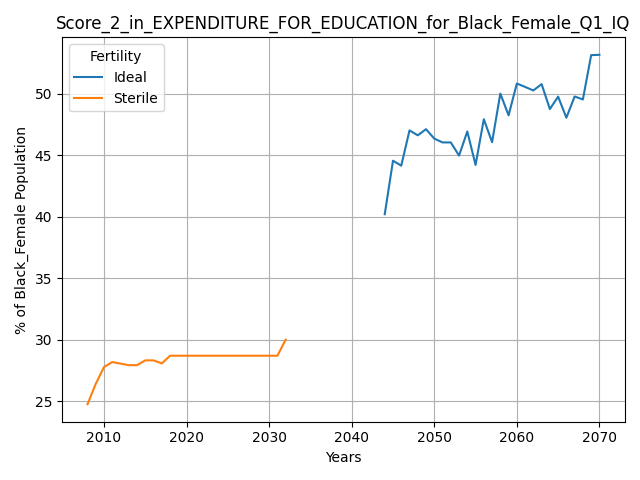 Score_2_in_EXPENDITURE_FOR_EDUCATION_for_Black_Female_Q1_IQ
Fertility
Ideal
Sterile
% of Black_Female Population
50
45
40
35
30
25
2010 2020 2030 2040 2050 2060 2070
Years